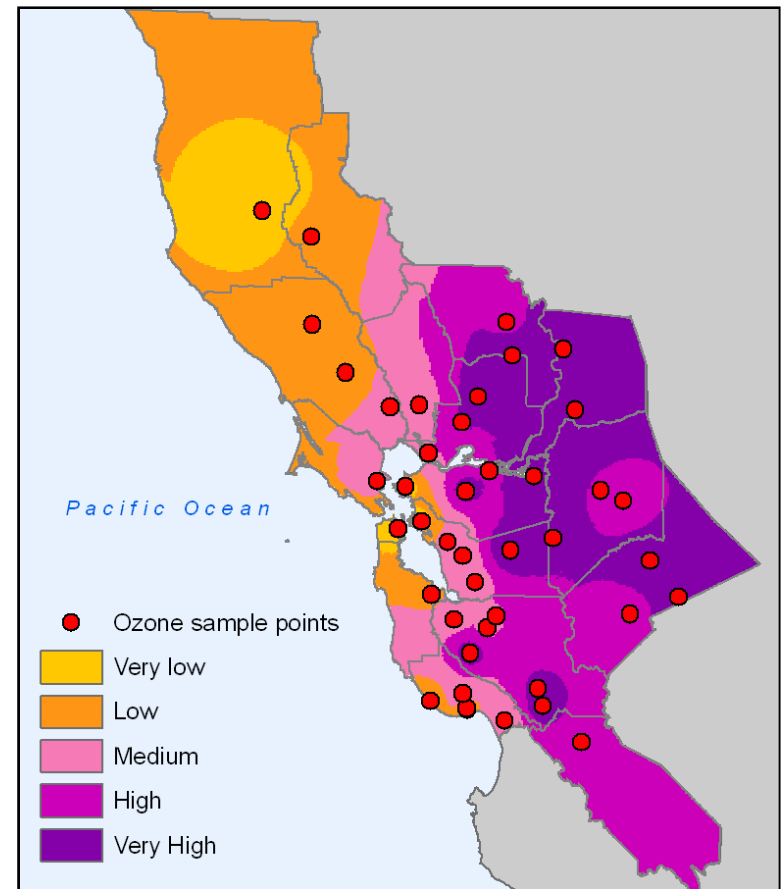 Pacific Ocean
Ozone sample points
Very low
Low
Medium
High
Very High